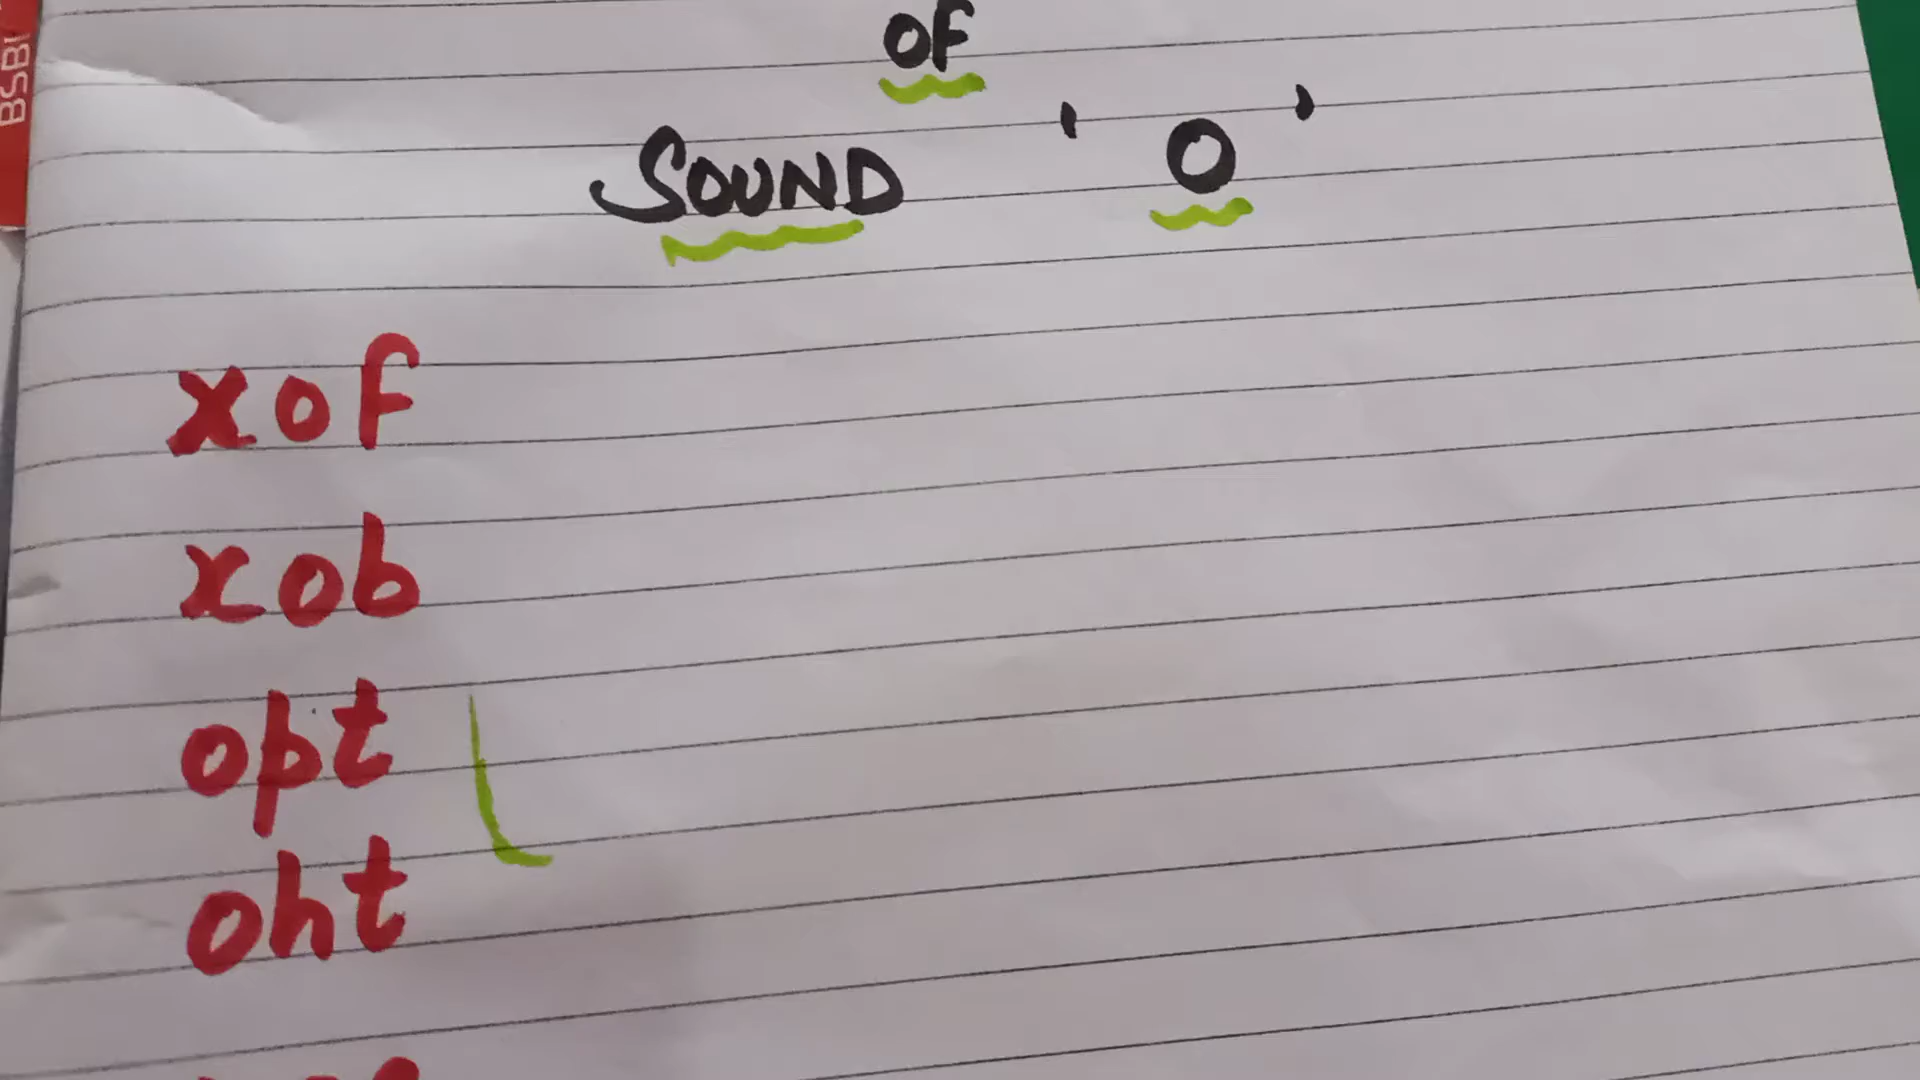 OF
SOUND ' O '
xof
xob
opt
oht